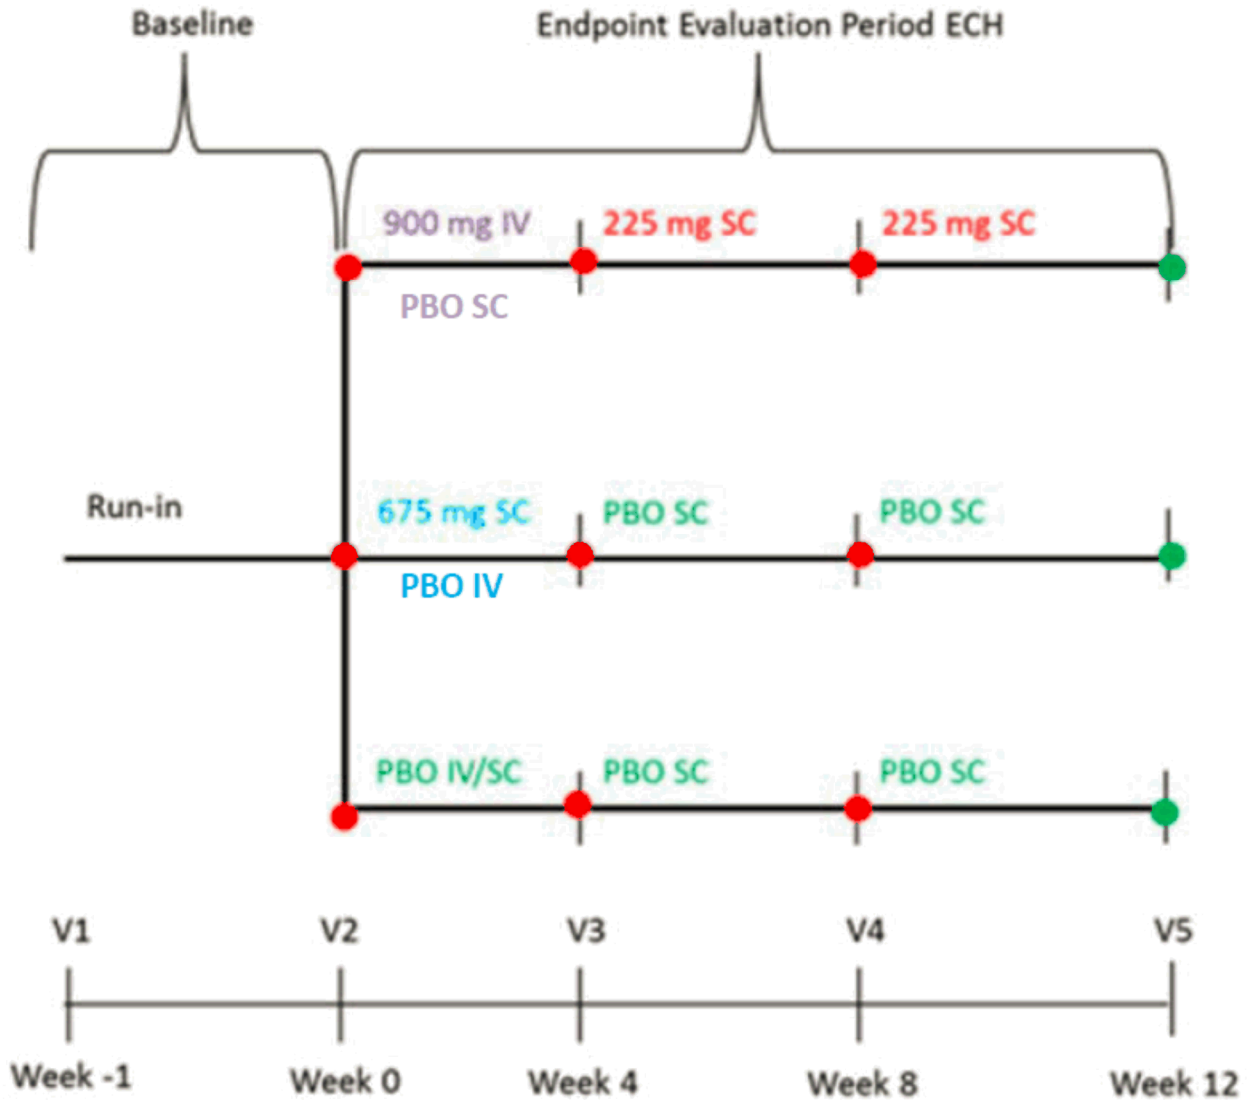 Baseline
Endpoint Evaluation Period ECH
900 mg IV
225 mg SC
225 mg SC
PBO SC
Run-in
675 mg SC
PBO SC
PBO SC
PBO IV
PBO IV/SC
PBO SC
PBO SC
V1
V2
V3
V4
V5
Week -1
Week 0
Week 4
Week 8
Week 12